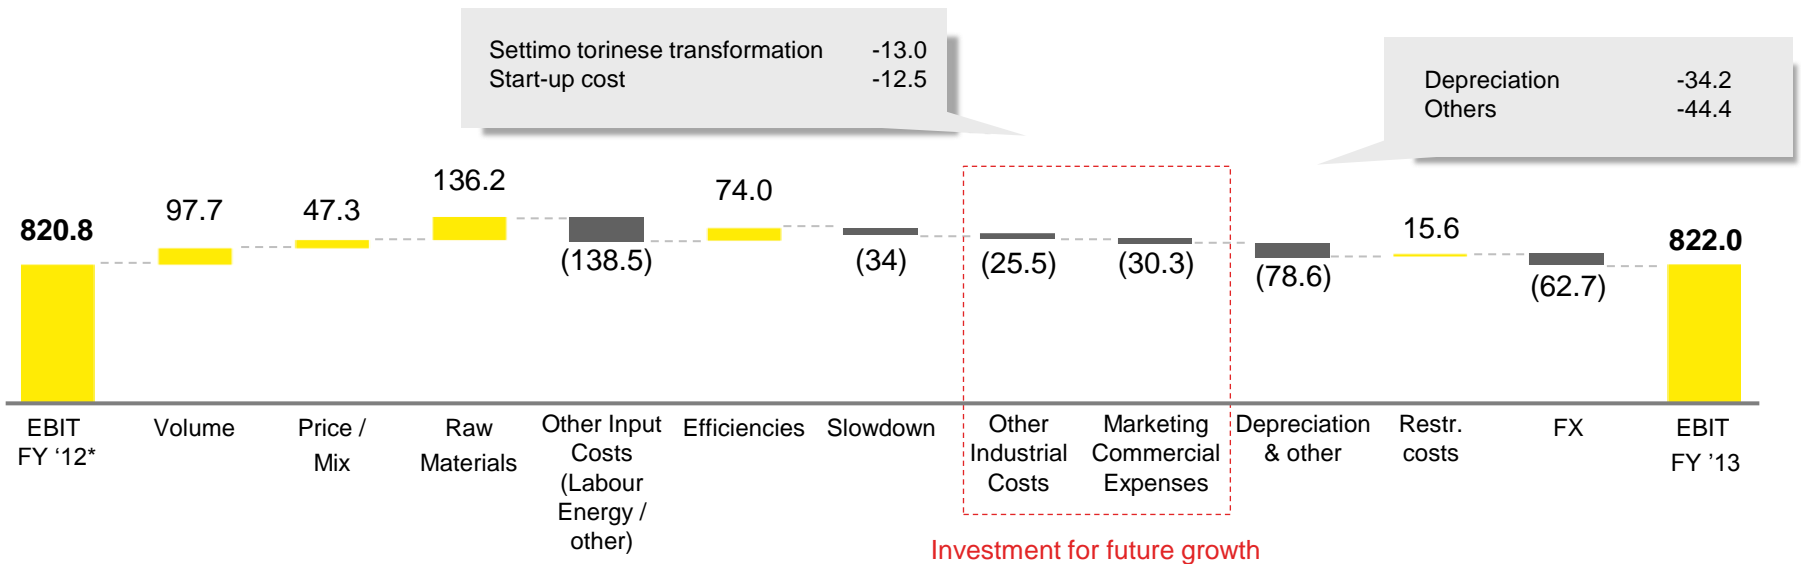 Settimo torinese transformation -13.0
Start-up cost -12.5
Depreciation -34.2
Others -44.4
820.8
97.7
47.3
136.2
(138.5)
74.0
(34)
(25.5)
(30.3)
(78.6)
15.6
(62.7)
822.0
EBIT
FY ‘12*
Volume
Price /
Mix
Raw
Materials
Other Input
Costs
(Labour
Energy /
other)
Efficiencies
Slowdown
Other
Industrial
Costs
Marketing
Commercial
Expenses
Depreciation
& other
Restr.
costs
FX
EBIT
FY ’13
Investment for future growth